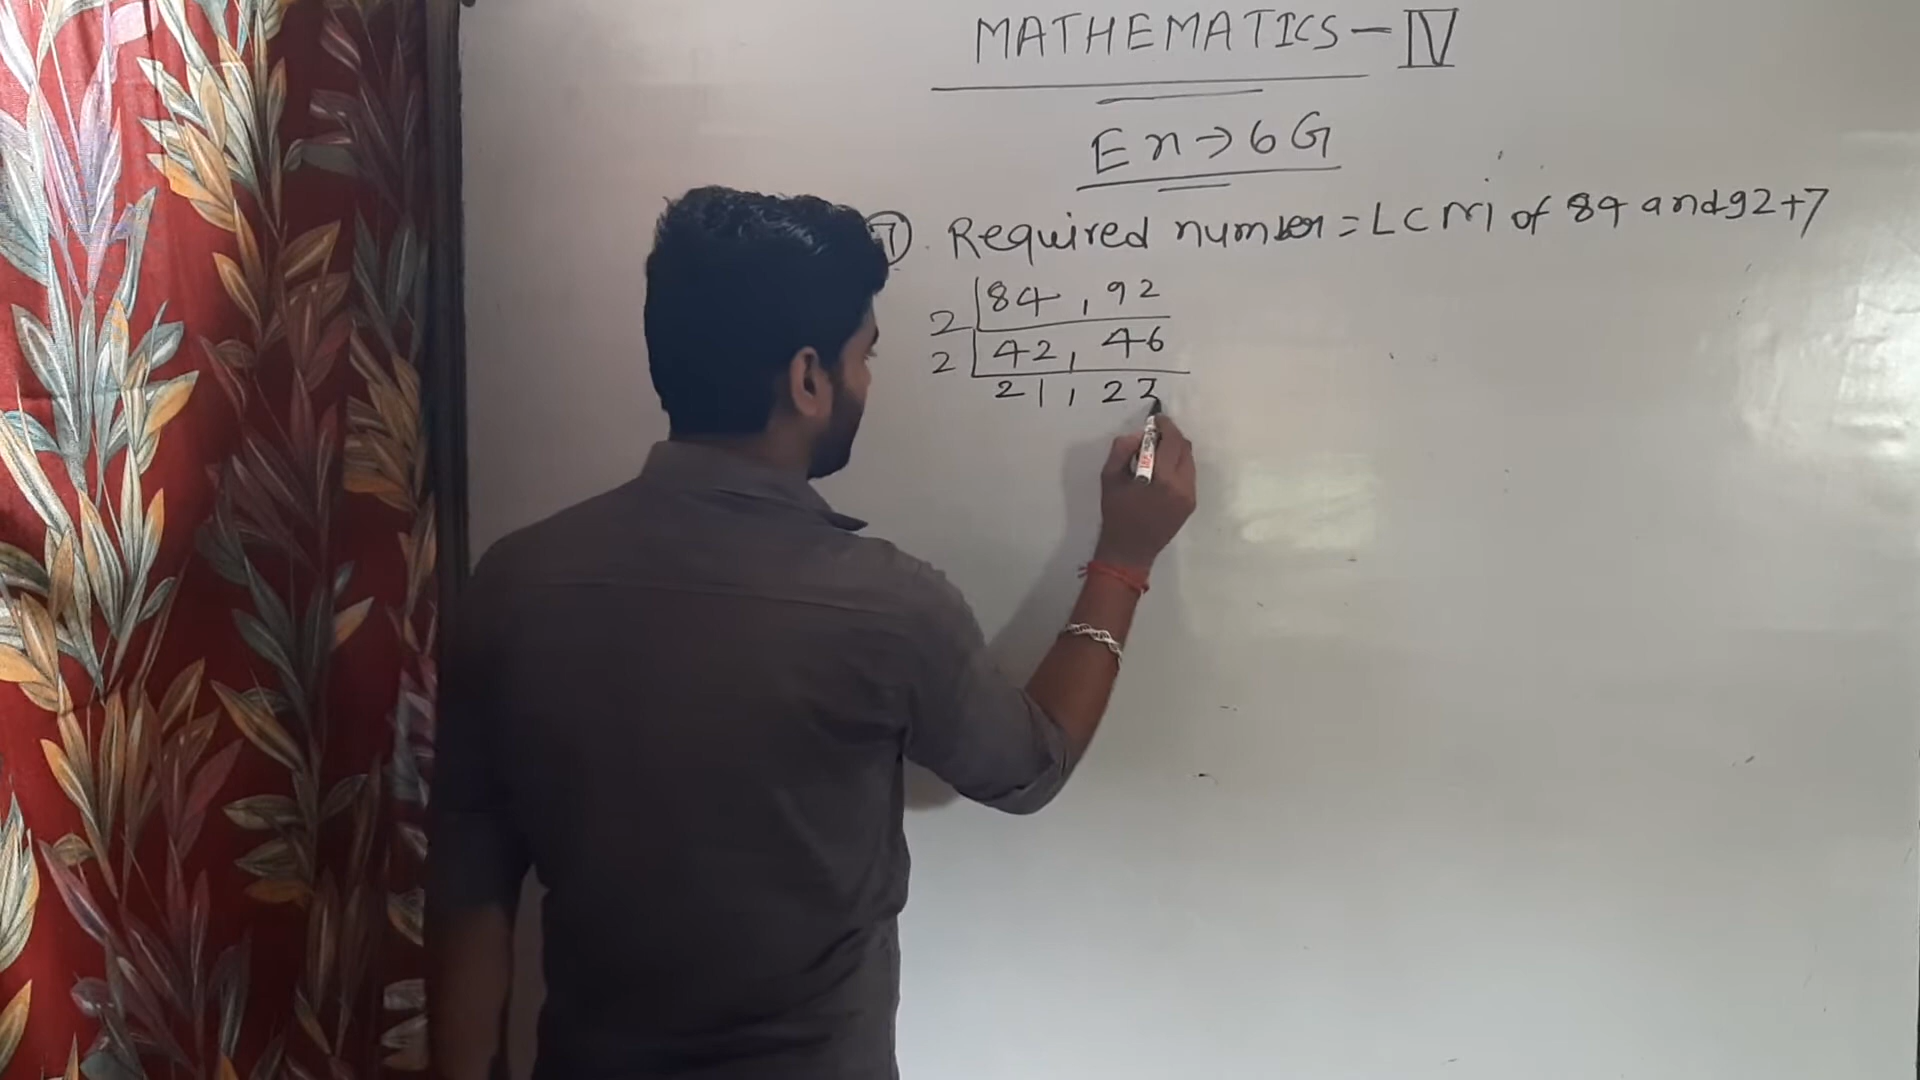 MATHEMATICS-IV
Ex→6G
7. Required number=LCM of 84 and 92+7
2 84, 92
2 42, 46
21, 23